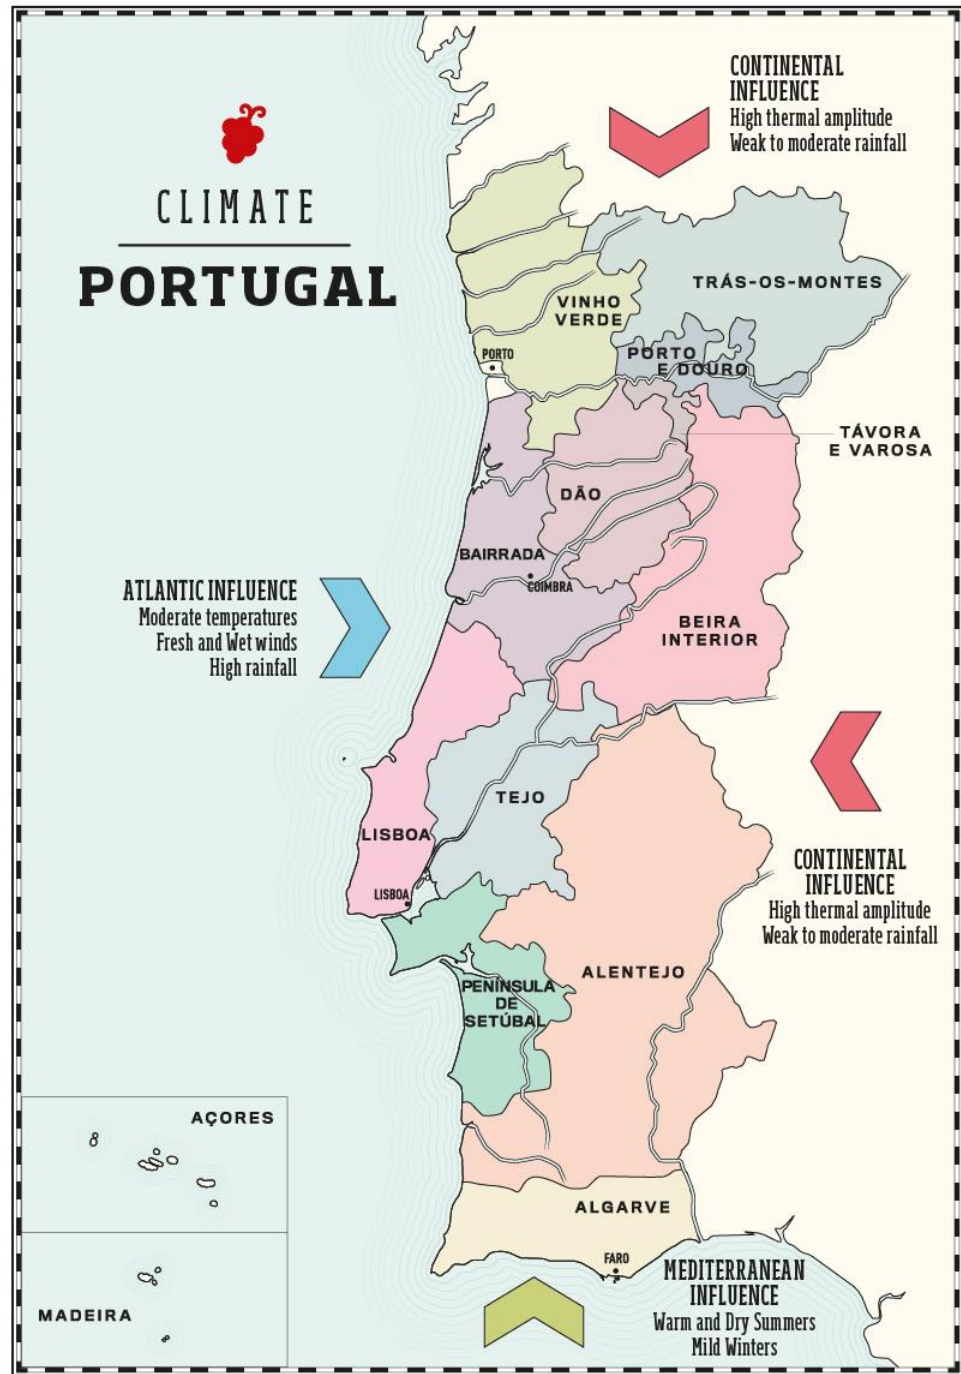 CONTINENTAL
INFLUENCE
High thermal amplitude
Weak to moderate rainfall
CLIMATE
PORTUGAL
TRÁS-OS-MONTES
VINHO
VERDE
PORTO
PORTO
E DOURO
TÁVORA
E VAROSA
DÃO
BAIRRADA
COIMBRA
ATLANTIC INFLUENCE
Moderate temperatures
Fresh and Wet winds
High rainfall
BEIRA
INTERIOR
TEJO
LISBOA
LISBOA
CONTINENTAL
INFLUENCE
High thermal amplitude
Weak to moderate rainfall
ALENTEJO
PENÍNSULA
DE
SETÚBAL
AÇORES
ALGARVE
FARO
MEDITERRANEAN
INFLUENCE
Warm and Dry Summers
Mild Winters
MADEIRA